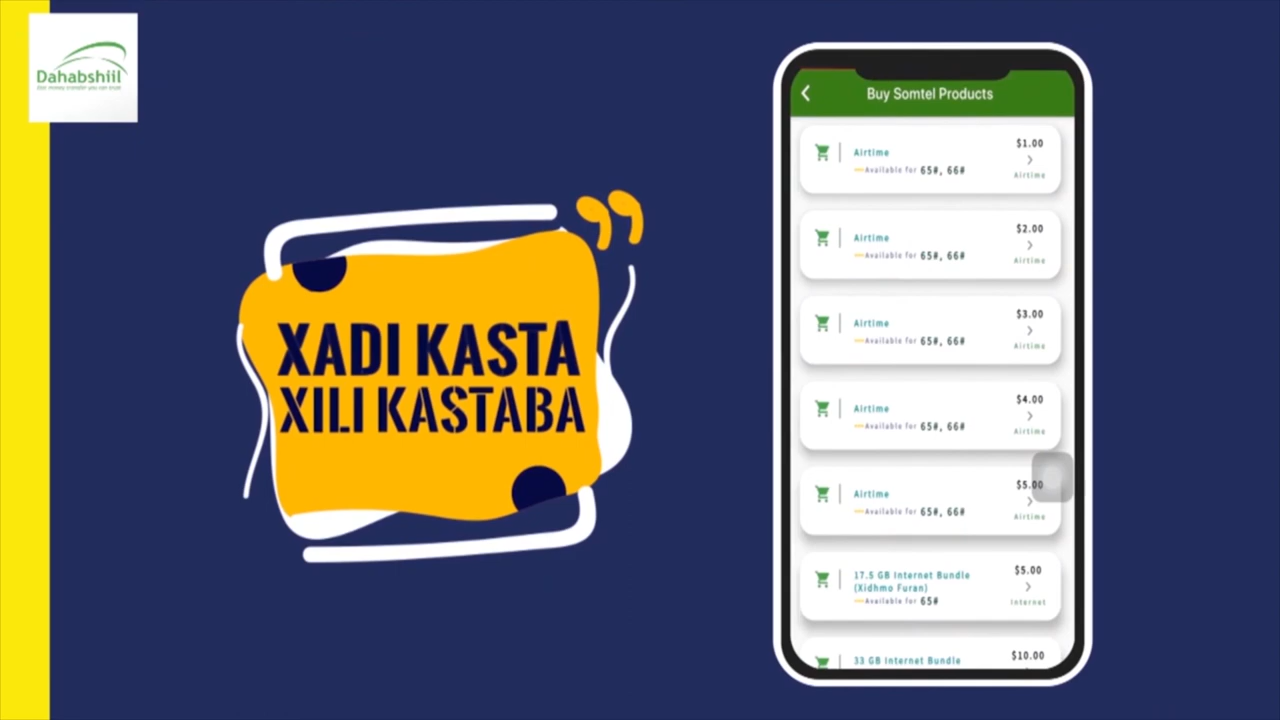 Dahabshiil
XADI KASTA
XILI KASTABA
Buy Somtel Products
Airtime
Available for 65#, 66#
$1.00
Airtime
Airtime
Available for 65#, 66#
$2.00
Airtime
Airtime
Available for 65#, 66#
$3.00
Airtime
Airtime
Available for 65#, 66#
$4.00
Airtime
Airtime
Available for 65#, 66#
$5.00
Airtime
17.5 GB Internet Bundle
(Xidhmo Furan)
Available for 65#
$5.00
Internet
33 GB Internet Bundle
$10.00